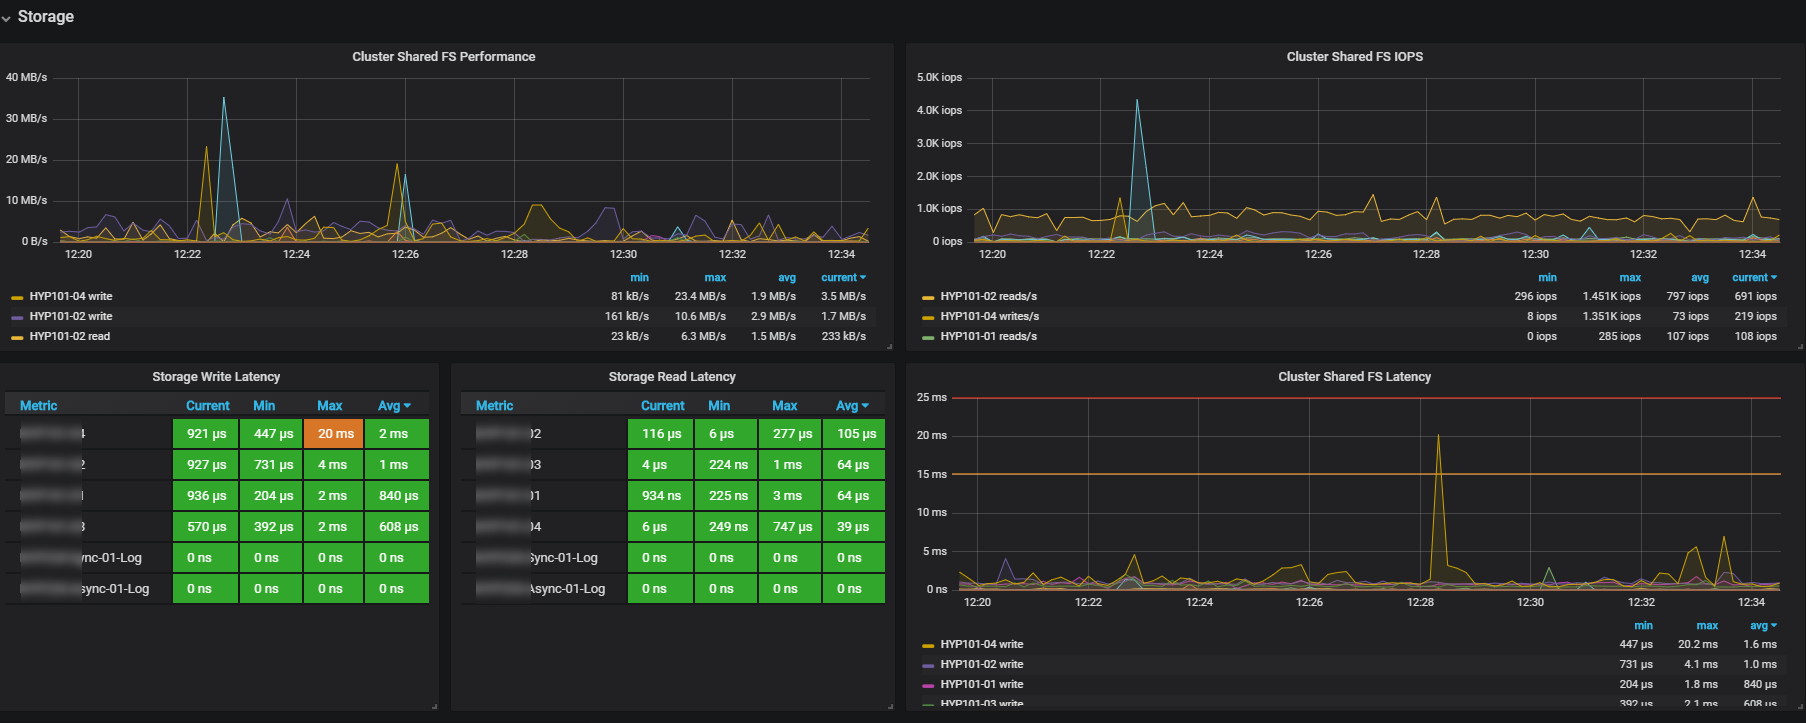 Storage
Cluster Shared FS Performance
40 MB/s
30 MB/s
20 MB/s
10 MB/s
0 B/s
12:20 12:22 12:24 12:26 12:28 12:30 12:32 12:34
min max avg current
HYP101-04 write 81 kB/s 23.4 MB/s 1.9 MB/s 3.5 MB/s
HYP101-02 write 161 kB/s 10.6 MB/s 2.9 MB/s 1.7 MB/s
HYP101-02 read 23 kB/s 6.3 MB/s 1.5 MB/s 233 kB/s
Cluster Shared FS IOPS
5.0K iops
4.0K iops
3.0K iops
2.0K iops
1.0K iops
0 iops
12:20 12:22 12:24 12:26 12:28 12:30 12:32 12:34
min max avg current
HYP101-02 reads/s 296 iops 1.451K iops 797 iops 691 iops
HYP101-04 writes/s 8 iops 1.351K iops 73 iops 219 iops
HYP101-01 reads/s 0 iops 285 iops 107 iops 108 iops
Storage Write Latency
Metric Current Min Max Avg
4 921 µs 447 µs 20 ms 2 ms
2 927 µs 731 µs 4 ms 1 ms
936 µs 204 µs 2 ms 840 µs
3 570 µs 392 µs 2 ms 608 µs
ync-01-Log 0 ns 0 ns 0 ns 0 ns
sync-01-Log 0 ns 0 ns 0 ns 0 ns
Storage Read Latency
Metric Current Min Max Avg
02 116 µs 6 µs 277 µs 105 µs
03 4 µs 224 ns 1 ms 64 µs
01 934 ns 225 ns 3 ms 64 µs
04 6 µs 249 ns 747 µs 39 µs
Sync-01-Log 0 ns 0 ns 0 ns 0 ns
Async-01-Log 0 ns 0 ns 0 ns 0 ns
Cluster Shared FS Latency
25 ms
20 ms
15 ms
10 ms
5 ms
0 ns
12:20 12:22 12:24 12:26 12:28 12:30 12:32 12:34
min max avg
HYP101-04 write 447 µs 20.2 ms 1.6 ms
HYP101-02 write 731 µs 4.1 ms 1.0 ms
HYP101-01 write 204 µs 1.8 ms 840 µs
HYP101-03 write 392 µs 2.1 ms 608 µs